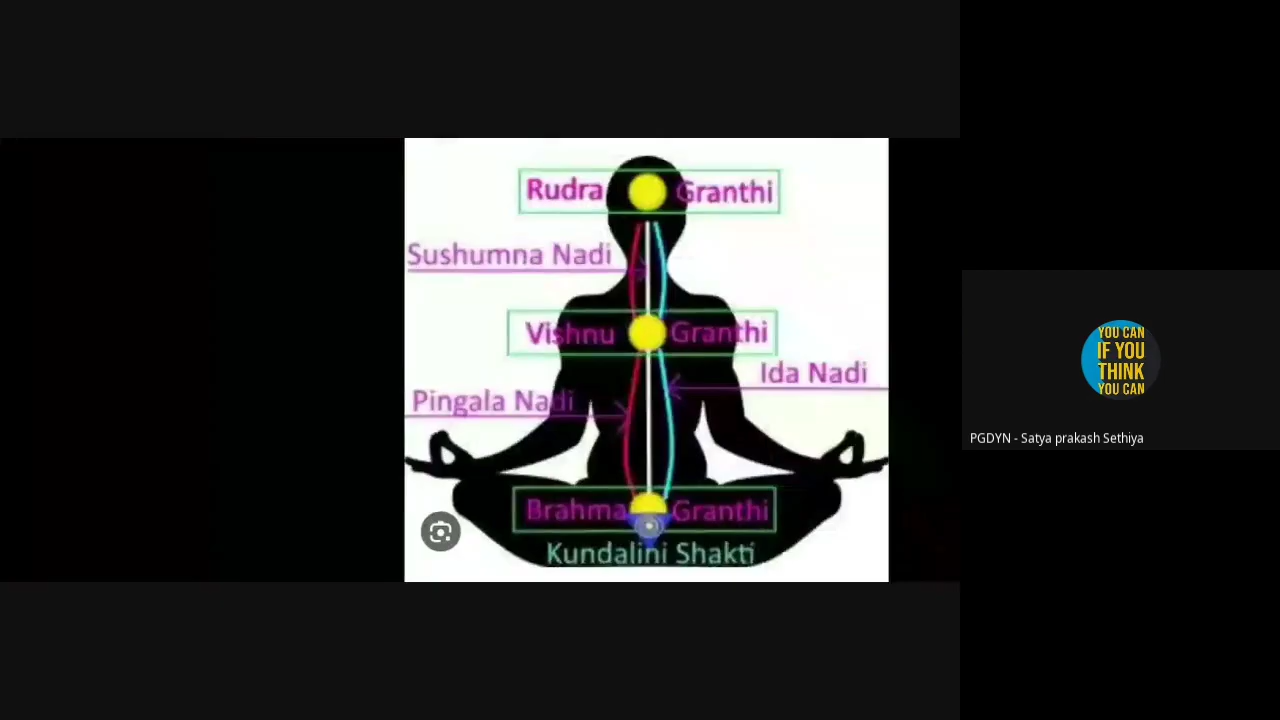 Rudra Granthi
Sushumna Nadi
Vishnu Granthi
Ida Nadi
Pingala Nadi
Brahma Granthi
Kundalini Shakti
YOU CAN
IF YOU
THINK
YOU CAN
PGDYN - Satya prakash Sethiya